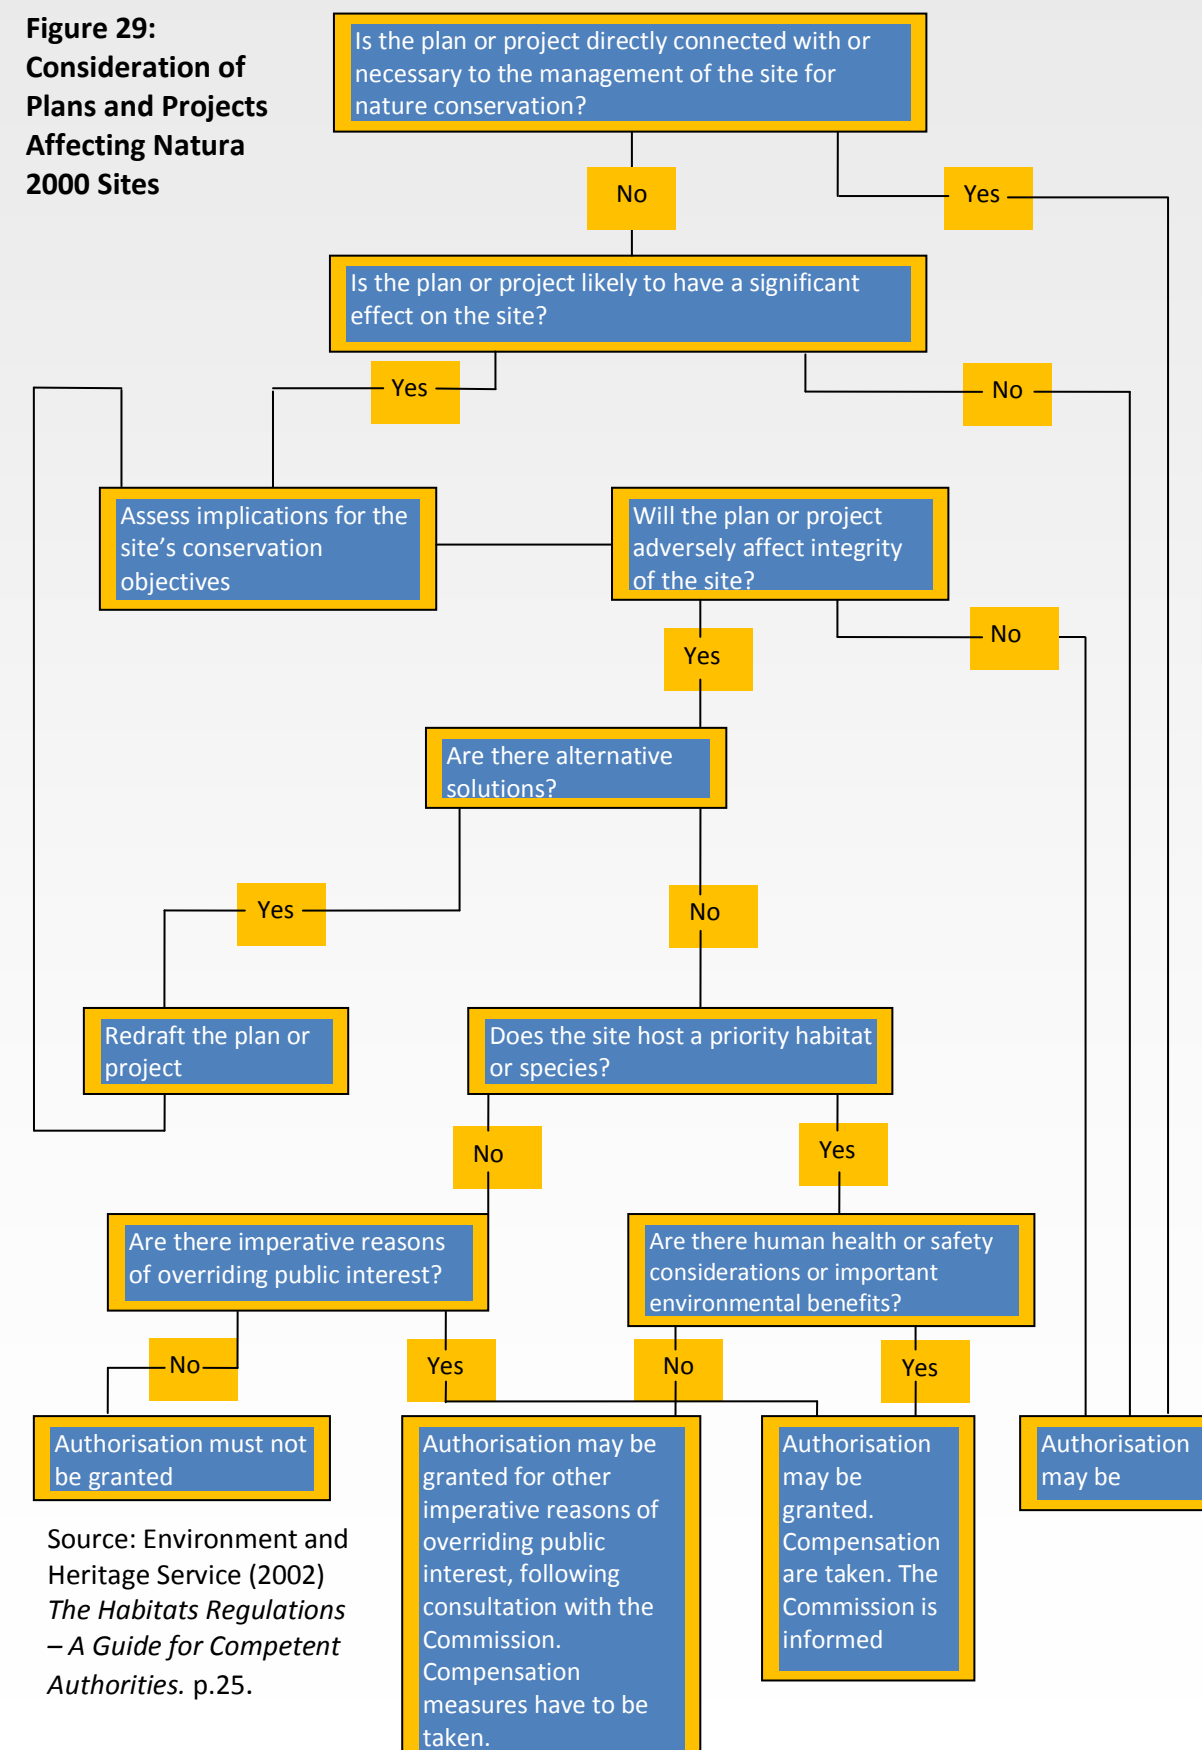 Figure 29:
Consideration of
Plans and Projects
Affecting Natura
2000 Sites
Is the plan or project directly connected with or
necessary to the management of the site for
nature conservation?
No
Yes
Is the plan or project likely to have a significant
effect on the site?
Yes
No
Assess implications for the
site’s conservation
objectives
Will the plan or project
adversely affect integrity
of the site?
Yes
No
Are there alternative
solutions?
Yes
No
Redraft the plan or
project
Does the site host a priority habitat
or species?
No
Yes
Are there imperative reasons
of overriding public interest?
Are there human health or safety
considerations or important
environmental benefits?
No
Yes
No
Yes
Authorisation must not
be granted
Authorisation may be
granted for other
imperative reasons of
overriding public
interest, following
consultation with the
Commission.
Compensation
measures have to be
taken.
Authorisation
may be
granted.
Compensation
are taken. The
Commission is
informed
Authorisation
may be
Source: Environment and
Heritage Service (2002)
The Habitats Regulations
– A Guide for Competent
Authorities. p.25.